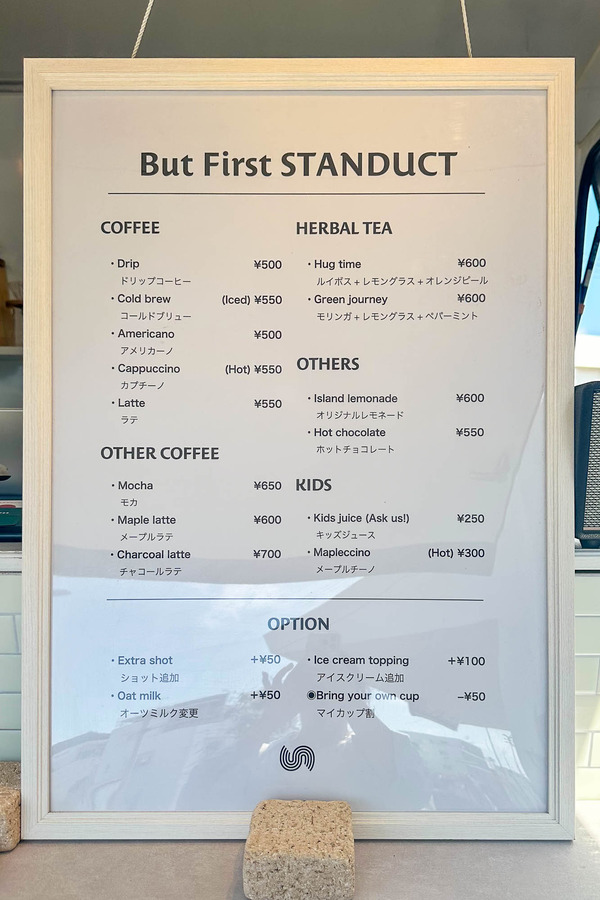 But First STANDUCT
COFFEE
・Drip ¥500
ドリップコーヒー
・Cold brew (Iced) ¥550
コールドブリュー
・Americano ¥500
アメリカーノ
・Cappuccino (Hot) ¥550
カプチーノ
・Latte ¥550
ラテ
OTHER COFFEE
・Mocha ¥650
モカ
・Maple latte ¥600
メープルラテ
・Charcoal latte ¥700
チャコールラテ
HERBAL TEA
・Hug time ¥600
ルイボス + レモングラス + オレンジピール
・Green journey ¥600
モリンガ + レモングラス + ペパーミント
OTHERS
・Island lemonade ¥600
オリジナルレモネード
・Hot chocolate ¥550
ホットチョコレート
KIDS
・Kids juice (Ask us!) ¥250
キッズジュース
・Mapleccino (Hot) ¥300
メープルチーノ
OPTION
・Extra shot +¥50
ショット追加
・Oat milk +¥50
オーツミルク変更
・Ice cream topping +¥100
アイスクリーム追加
◉Bring your own cup −¥50
マイカップ割